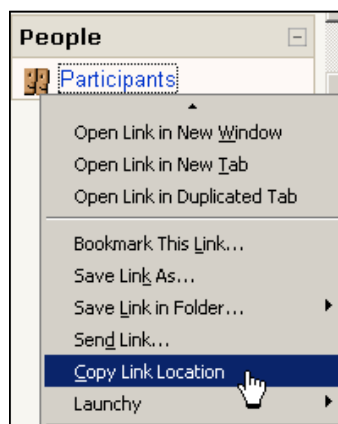 People
Participants
Open Link in New Window
Open Link in New Tab
Open Link in Duplicated Tab
Bookmark This Link...
Save Link As...
Save Link in Folder...
Send Link...
Copy Link Location
Launchy